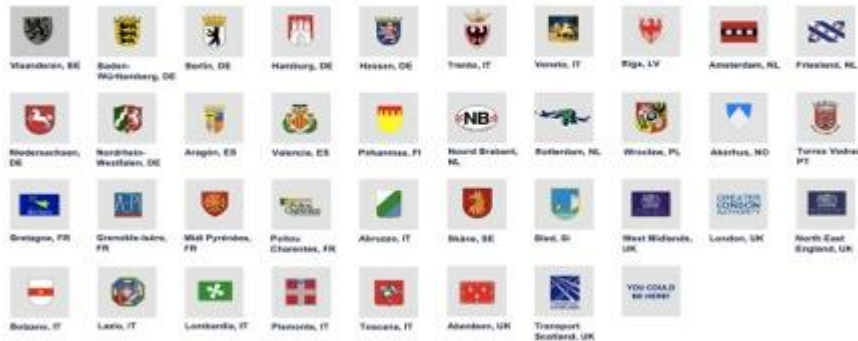 Vlaanderen, BE
Baden-
Württemberg, DE
Berlin, DE
Hamburg, DE
Hessen, DE
Trento, IT
Veneto, IT
Riga, LV
Amsterdam, NL
Friesland, NL
Niedersachsen,
DE
Nordrhein-
Westfalen, DE
Aragón, ES
Valencia, ES
Pirkanmaa, FI
NB
Noord Brabant,
NL
Rotterdam, NL
Wroclaw, PL
Akerhus, NO
Torres Vedras
PT
Bretagne, FR
Grenoble-Isère,
FR
Midi Pyrénées,
FR
Poitou
Charentes, FR
Abruzzo, IT
Skåne, SE
Bled, SI
West Midlands,
UK
GREATER
LONDON
AUTHORITY
London, UK
North East
England, UK
Bolzano, IT
Lazio, IT
Lombardia, IT
Piemonte, IT
Toscana, IT
Aberdeen, UK
Transport
Scotland, UK
YOU COULD
BE HERE!